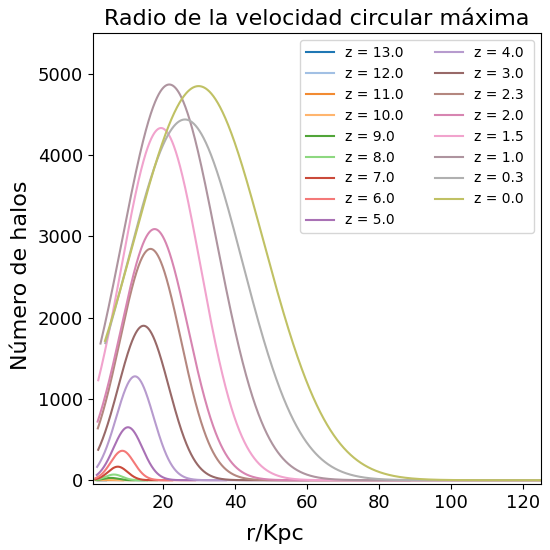 Radio de la velocidad circular máxima
Número de halos
5000
4000
3000
2000
1000
0
z = 13.0
z = 12.0
z = 11.0
z = 10.0
z = 9.0
z = 8.0
z = 7.0
z = 6.0
z = 5.0
z = 4.0
z = 3.0
z = 2.3
z = 2.0
z = 1.5
z = 1.0
z = 0.3
z = 0.0
20 40 60 80 100 120
r/Kpc